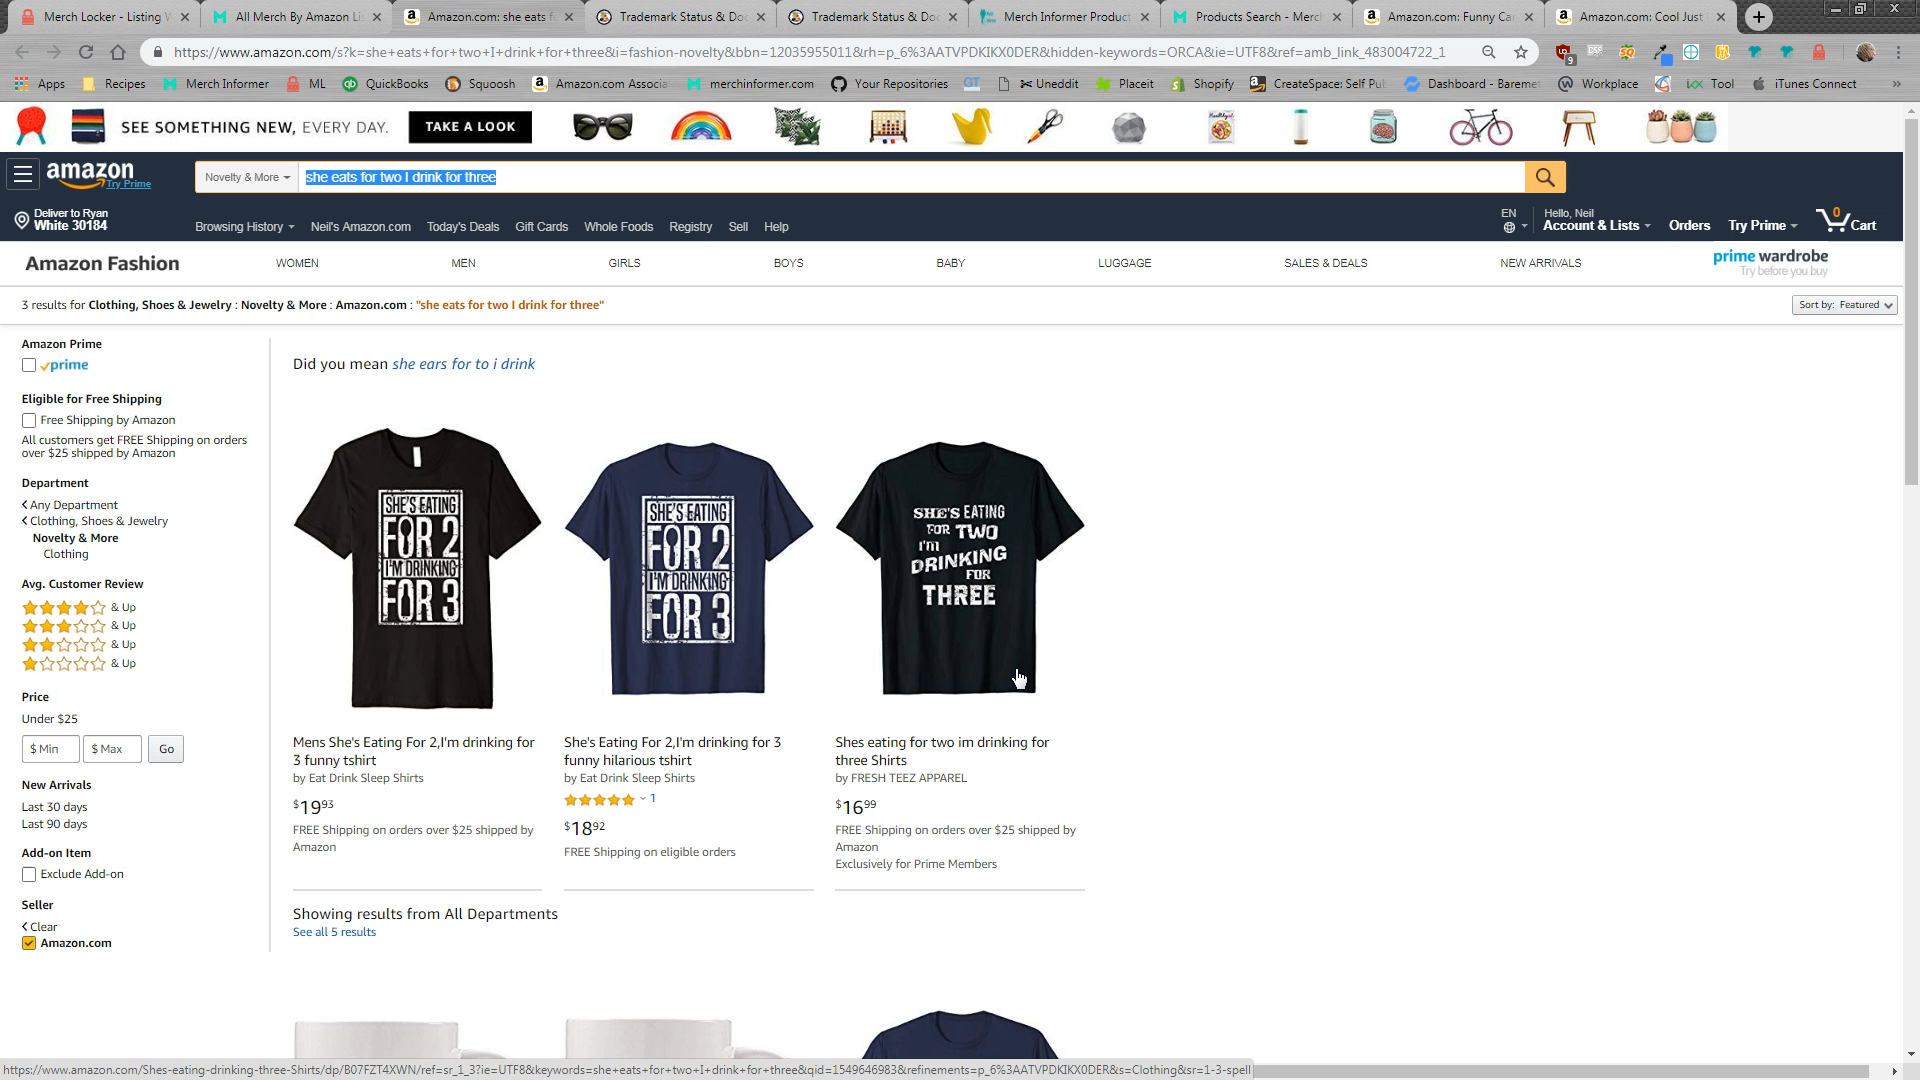 Merch Locker - Listing
All Merch By Amazon Li
Amazon.com: she eats f
Trademark Status & Do
Trademark Status & Do
Merch Informer Product
Products Search - Merc
Amazon.com: Funny Ca
Amazon.com: Cool Just
https://www.amazon.com/s?k=she+eats+for+two+I+drink+for+three&i=fashion-novelty&bbn=12035955011&rh=p_6%3AATVPDKIKX0DER&hidden-keywords=ORCA&ie=UTF8&ref=amb_link_483004722_1
Apps
Recipes
Merch Informer
ML
QuickBooks
Squoosh
Amazon.com Associa
merchinformer.com
Your Repositories
GT
Uneddit
Placeit
Shopify
CreateSpace: Self Pu
Dashboard - Bareme
Workplace
Tool
iTunes Connect
»
SEE SOMETHING NEW, EVERY DAY.
TAKE A LOOK
amazon
Try Prime
Novelty & More
she eats for two I drink for three
Deliver to Ryan
White 30184
Browsing History
Neil's Amazon.com
Today's Deals
Gift Cards
Whole Foods
Registry
Sell
Help
EN
Hello, Neil
Account & Lists
Orders
Try Prime
0
Cart
Amazon Fashion
WOMEN
MEN
GIRLS
BOYS
BABY
LUGGAGE
SALES & DEALS
NEW ARRIVALS
prime wardrobe
Try before you buy
3 results for Clothing, Shoes & Jewelry : Novelty & More : Amazon.com : "she eats for two I drink for three"
Sort by: Featured
Amazon Prime
prime
Eligible for Free Shipping
Free Shipping by Amazon
All customers get FREE Shipping on orders
over $25 shipped by Amazon
Department
Any Department
Clothing, Shoes & Jewelry
Novelty & More
Clothing
Avg. Customer Review
& Up
& Up
& Up
& Up
Price
Under $25
$ Min
$ Max
Go
New Arrivals
Last 30 days
Last 90 days
Add-on Item
Exclude Add-on
Seller
Clear
Amazon.com
Did you mean she ears for to i drink
SHE'S EATING
FOR 2
I'M DRINKING
FOR 3
SHE'S EATING
FOR 2
I'M DRINKING
FOR 3
SHE'S EATING
FOR TWO
I'm
DRINKING
FOR
THREE
Mens She's Eating For 2,I'm drinking for
3 funny tshirt
by Eat Drink Sleep Shirts
$19 93
FREE Shipping on orders over $25 shipped by
Amazon
She's Eating For 2,I'm drinking for 3
funny hilarious tshirt
by Eat Drink Sleep Shirts
1
$18 92
FREE Shipping on eligible orders
Shes eating for two im drinking for
three Shirts
by FRESH TEEZ APPAREL
$16 99
FREE Shipping on orders over $25 shipped by
Amazon
Exclusively for Prime Members
Showing results from All Departments
See all 5 results
https://www.amazon.com/Shes-eating-drinking-three-Shirts/dp/B07FZT4XWN/ref=sr_1_3?ie=UTF8&keywords=she+eats+for+two+I+drink+for+three&qid=1549646983&refinements=p_6%3AATVPDKIKX0DER&s=Clothing&sr=1-3-spell